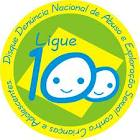 Disque Denúncia Nacional de Abuso e Exploração Sexual contra Crianças e Adolescentes
Ligue
100